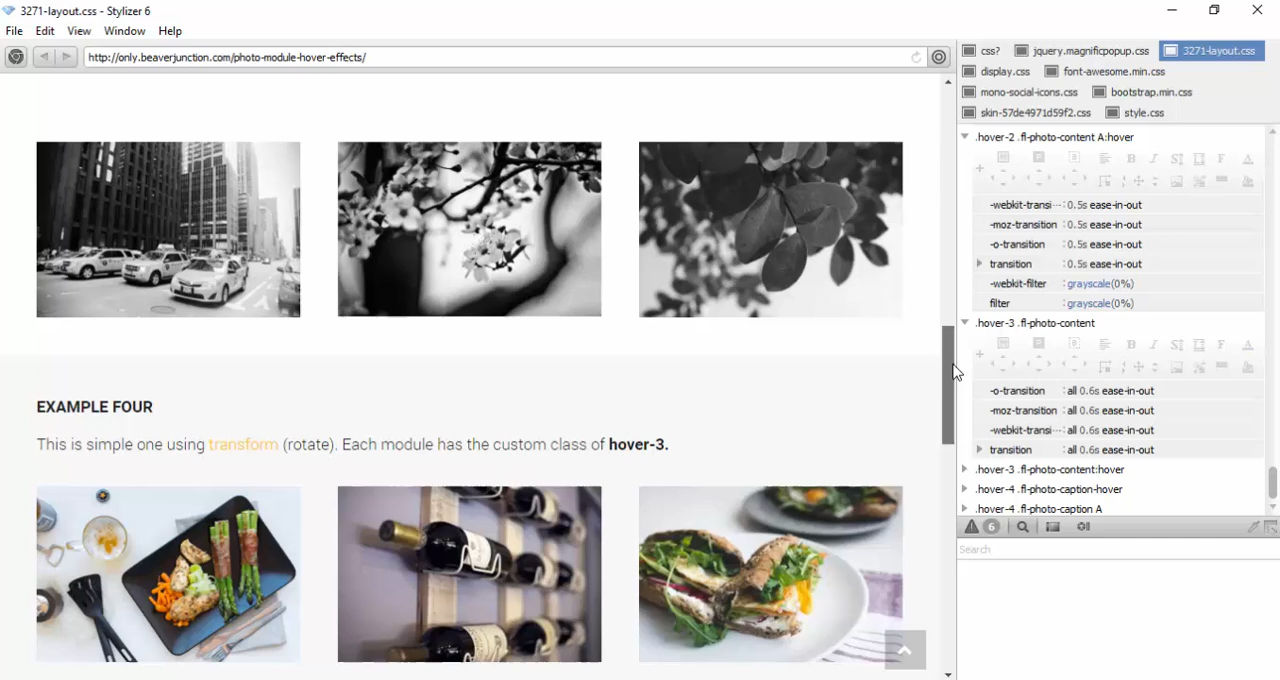 3271-layout.css - Stylizer 6
File Edit View Window Help
http://only.beaverjunction.com/photo-module-hover-effects/
css? jquery.magnificpopup.css 3271-layout.css
display.css font-awesome.min.css
mono-social-icons.css bootstrap.min.css
skin-57de4971d59f2.css style.css
.hover-2 .fl-photo-content A:hover
-webkit-transi··· : 0.5s ease-in-out
-moz-transition : 0.5s ease-in-out
-o-transition : 0.5s ease-in-out
transition : 0.5s ease-in-out
-webkit-filter : grayscale(0%)
filter : grayscale(0%)
.hover-3 .fl-photo-content
-o-transition : all 0.6s ease-in-out
-moz-transition : all 0.6s ease-in-out
-webkit-transi··· : all 0.6s ease-in-out
transition : all 0.6s ease-in-out
.hover-3 .fl-photo-content:hover
.hover-4 .fl-photo-caption-hover
.hover-4 .fl-photo-caption A
6
Search
EXAMPLE FOUR
This is simple one using transform (rotate). Each module has the custom class of hover-3.